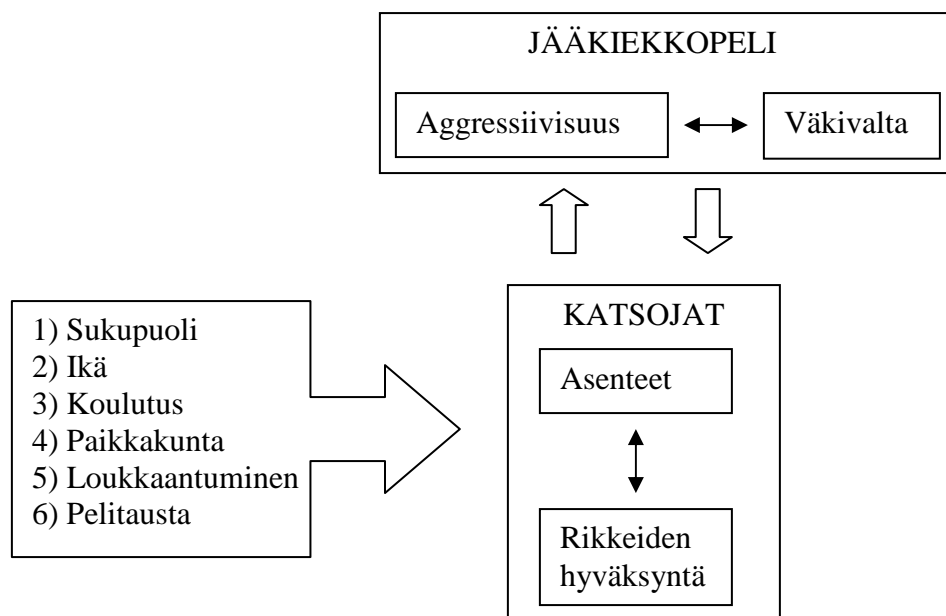 JÄÄKIEKKOPELI
Aggressiivisuus
Väkivalta
1) Sukupuoli
2) Ikä
3) Koulutus
4) Paikkakunta
5) Loukkaantuminen
6) Pelitausta
KATSOJAT
Asenteet
Rikkeiden
hyväksyntä